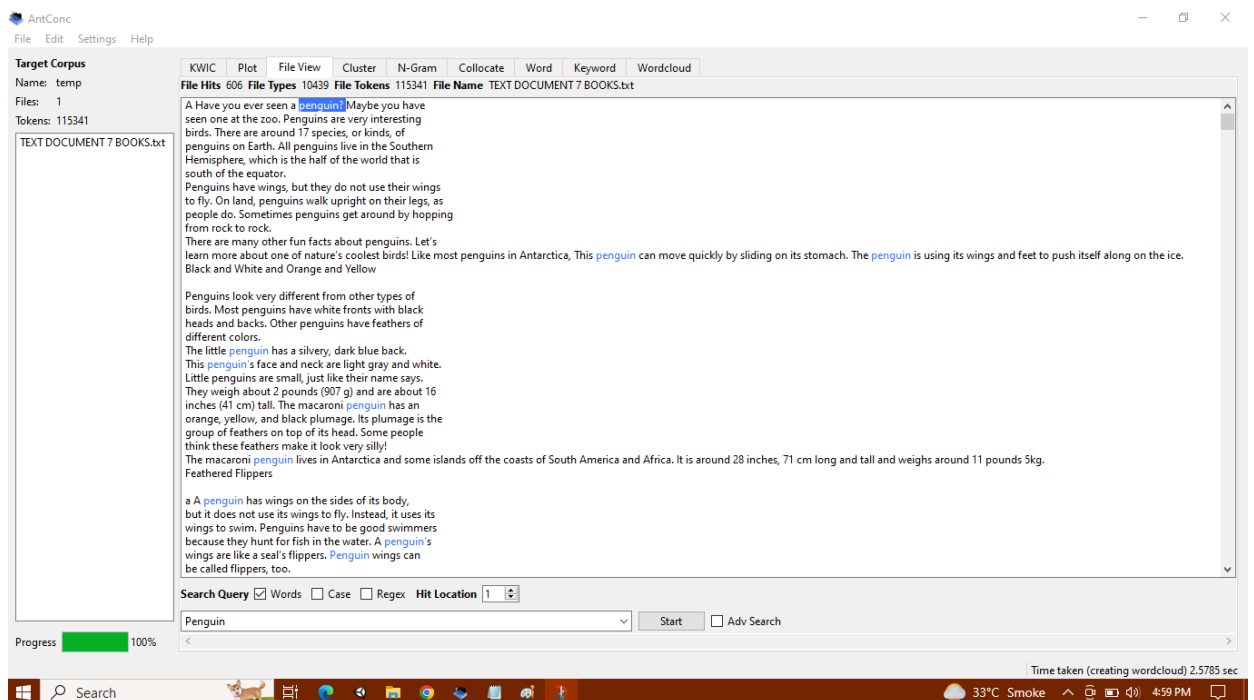 AntConc
File Edit Settings Help
Target Corpus
Name: temp
Files: 1
Tokens: 115341
TEXT DOCUMENT 7 BOOKS.txt
Progress 100%
KWIC Plot File View Cluster N-Gram Collocate Word Keyword Wordcloud
File Hits 606 File Types 10439 File Tokens 115341 File Name TEXT DOCUMENT 7 BOOKS.txt
A Have you ever seen a penguin? Maybe you have
seen one at the zoo. Penguins are very interesting
birds. There are around 17 species, or kinds, of
penguins on Earth. All penguins live in the Southern
Hemisphere, which is the half of the world that is
south of the equator.
Penguins have wings, but they do not use their wings
to fly. On land, penguins walk upright on their legs, as
people do. Sometimes penguins get around by hopping
from rock to rock.
There are many other fun facts about penguins. Let's
learn more about one of nature's coolest birds! Like most penguins in Antarctica, This penguin can move quickly by sliding on its stomach. The penguin is using its wings and feet to push itself along on the ice.
Black and White and Orange and Yellow
Penguins look very different from other types of
birds. Most penguins have white fronts with black
heads and backs. Other penguins have feathers of
different colors.
The little penguin has a silvery, dark blue back.
This penguin's face and neck are light gray and white.
Little penguins are small, just like their name says.
They weigh about 2 pounds (907 g) and are about 16
inches (41 cm) tall. The macaroni penguin has an
orange, yellow, and black plumage. Its plumage is the
group of feathers on top of its head. Some people
think these feathers make it look very silly!
The macaroni penguin lives in Antarctica and some islands off the coasts of South America and Africa. It is around 28 inches, 71 cm long and tall and weighs around 11 pounds 5kg.
Feathered Flippers
a A penguin has wings on the sides of its body,
but it does not use its wings to fly. Instead, it uses its
wings to swim. Penguins have to be good swimmers
because they hunt for fish in the water. A penguin's
wings are like a seal's flippers. Penguin wings can
be called flippers, too.
Search Query Words Case Regex Hit Location 1
Penguin Start Adv Search
Time taken (creating wordcloud) 2.5785 sec
Search 33°C Smoke 4:59 PM